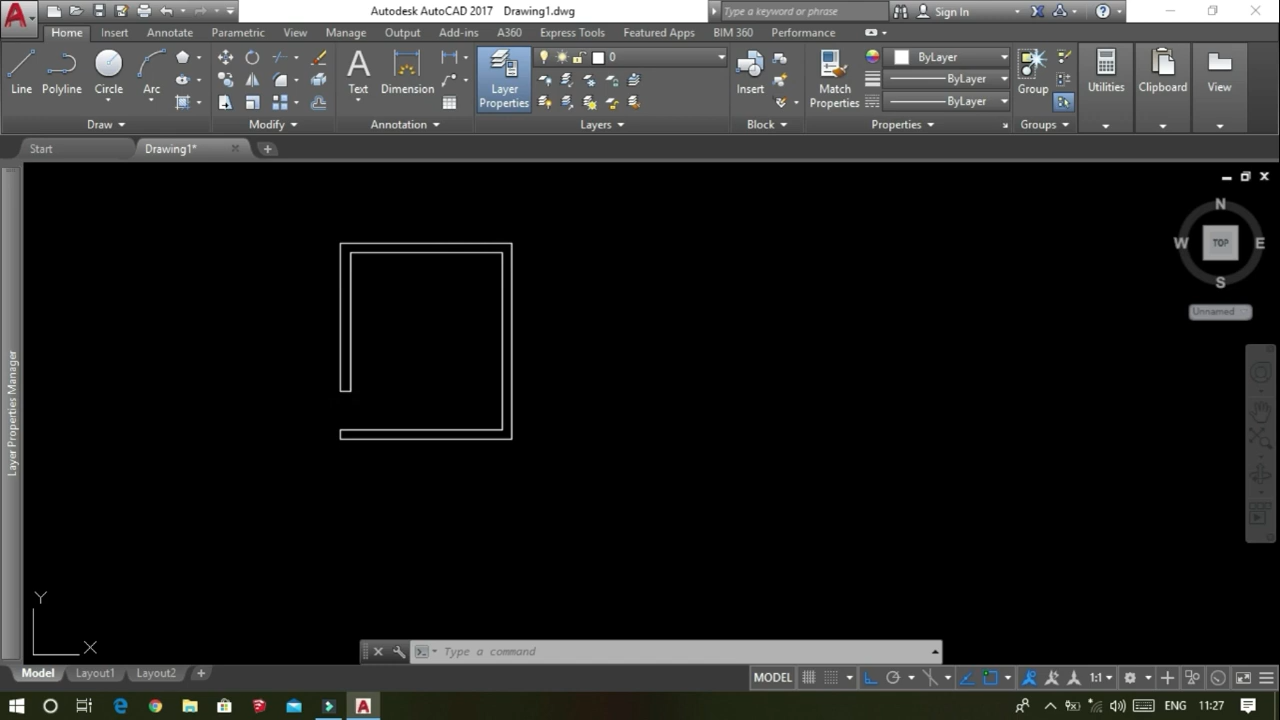 Autodesk AutoCAD 2017 Drawing1.dwg
Type a keyword or phrase
Sign In
Home Insert Annotate Parametric View Manage Output Add-ins A360 Express Tools Featured Apps BIM 360 Performance
Line Polyline Circle Arc
Draw
Modify
Text Dimension
Annotation
Layer Properties
0
Layers
Insert
Block
Match Properties
ByLayer
ByLayer
ByLayer
Properties
Group
Groups
Utilities
Clipboard
View
Start Drawing1*
N
W TOP E
S
Unnamed
Layer Properties Manager
Y
X
Type a command
Model Layout1 Layout2
MODEL 1:1
ENG 11:27